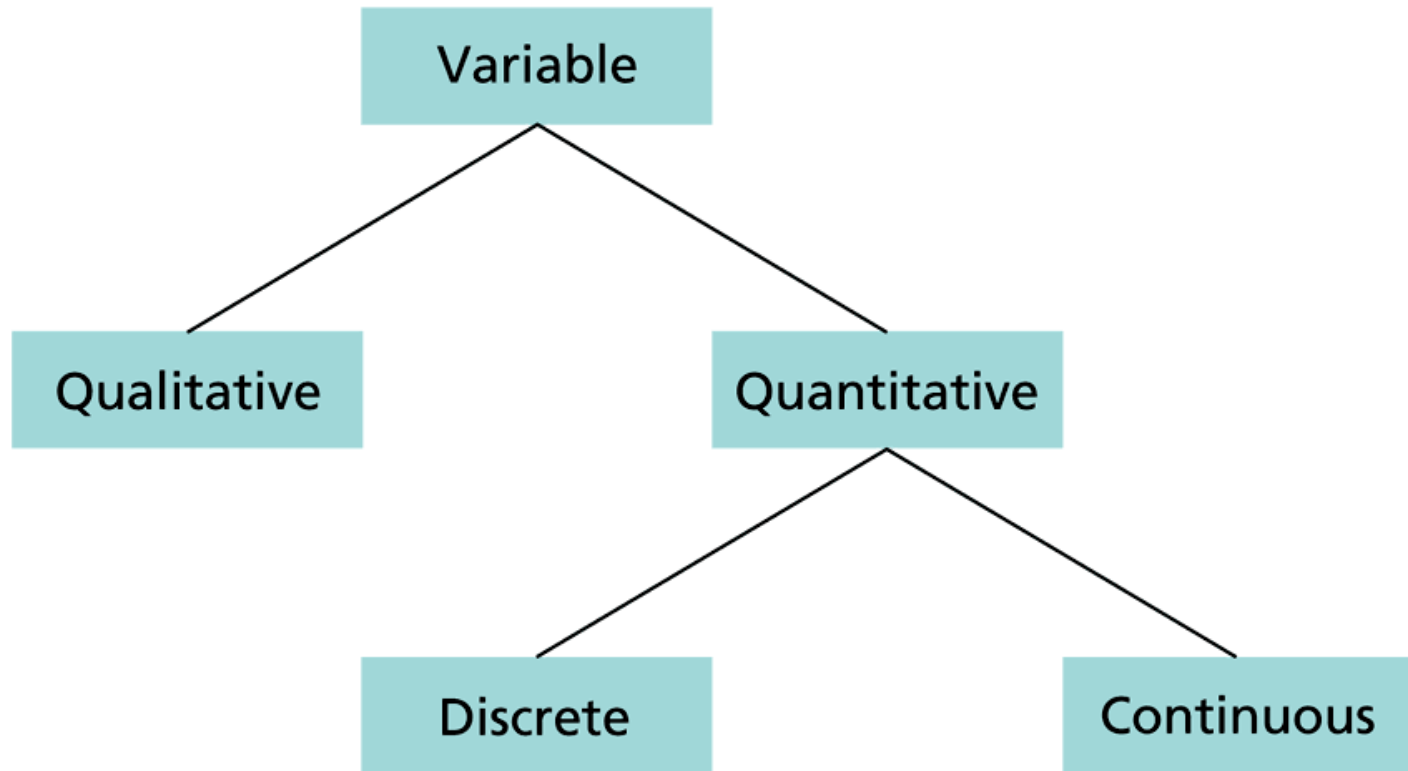 Variable
Qualitative
Quantitative
Discrete
Continuous